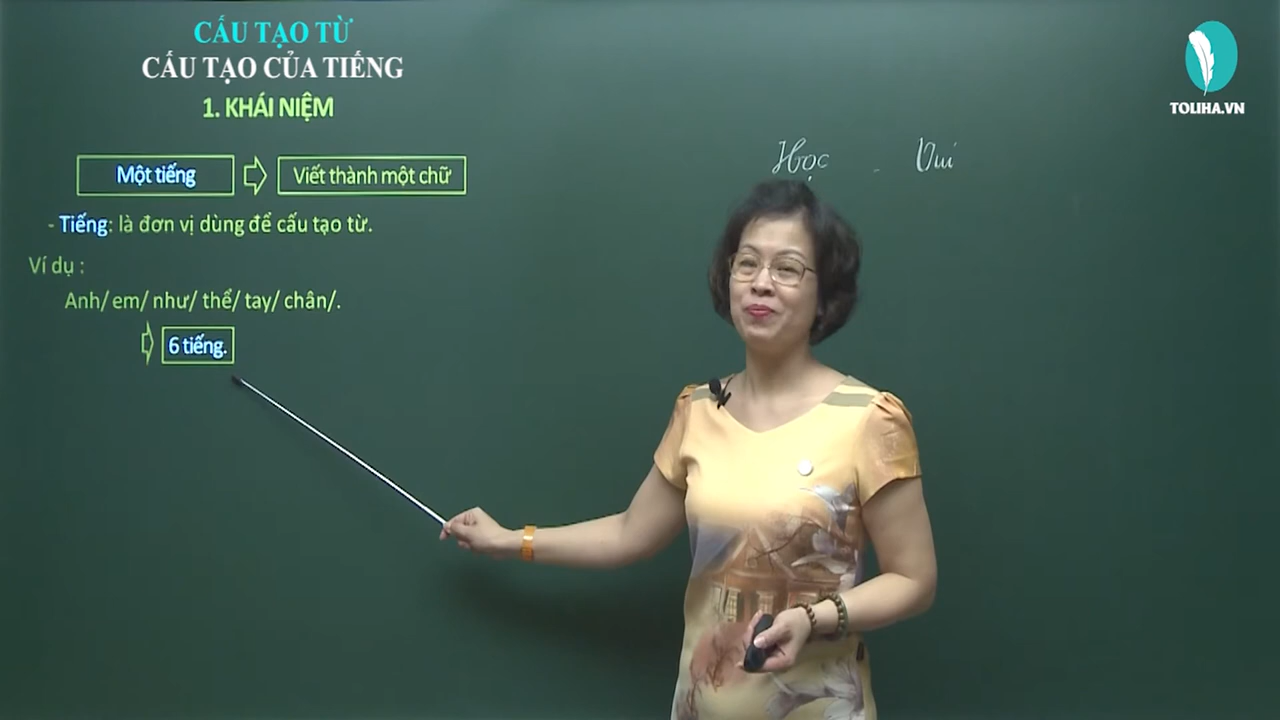 CẤU TẠO TỪ
CẤU TẠO CỦA TIẾNG
1. KHÁI NIỆM
Một tiếng
Viết thành một chữ
- Tiếng: là đơn vị dùng để cấu tạo từ.
Ví dụ :
Anh/ em/ như/ thể/ tay/ chân/.
6 tiếng.
Học - Vui
TOLIHA.VN